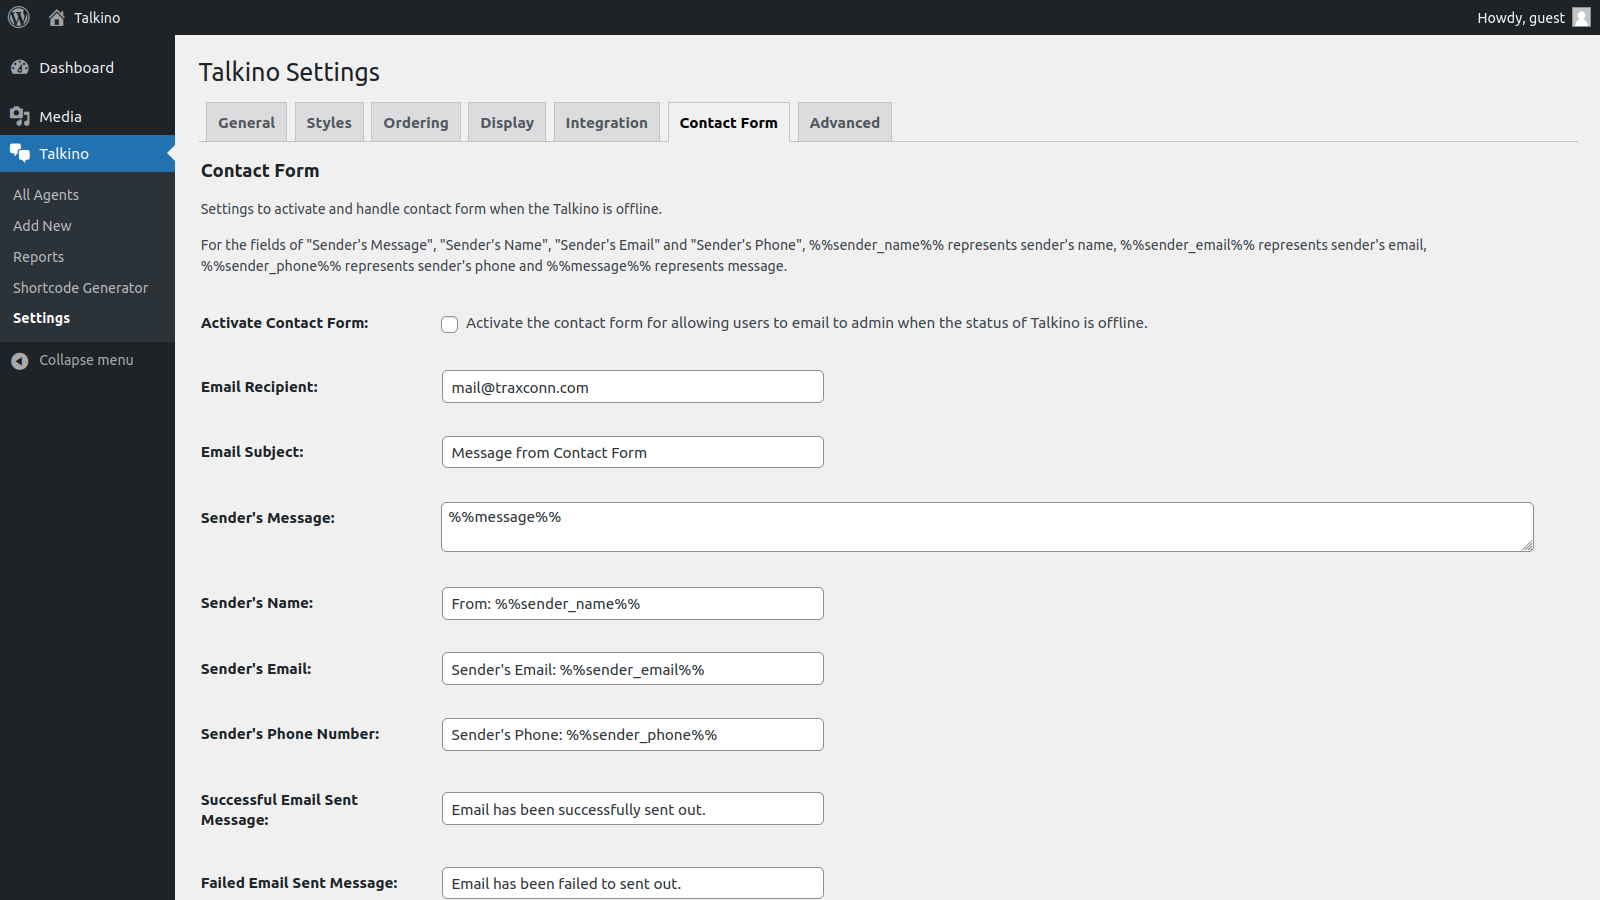 Talkino
Howdy, guest
Dashboard
Media
Talkino
All Agents
Add New
Reports
Shortcode Generator
Settings
Collapse menu
Talkino Settings
General
Styles
Ordering
Display
Integration
Contact Form
Advanced
Contact Form
Settings to activate and handle contact form when the Talkino is offline.
For the fields of "Sender's Message", "Sender's Name", "Sender's Email" and "Sender's Phone", %%sender_name%% represents sender's name, %%sender_email%% represents sender's email,
%%sender_phone%% represents sender's phone and %%message%% represents message.
Activate Contact Form:
Activate the contact form for allowing users to email to admin when the status of Talkino is offline.
Email Recipient:
mail@traxconn.com
Email Subject:
Message from Contact Form
Sender's Message:
%%message%%
Sender's Name:
From: %%sender_name%%
Sender's Email:
Sender's Email: %%sender_email%%
Sender's Phone Number:
Sender's Phone: %%sender_phone%%
Successful Email Sent
Message:
Email has been successfully sent out.
Failed Email Sent Message:
Email has been failed to sent out.